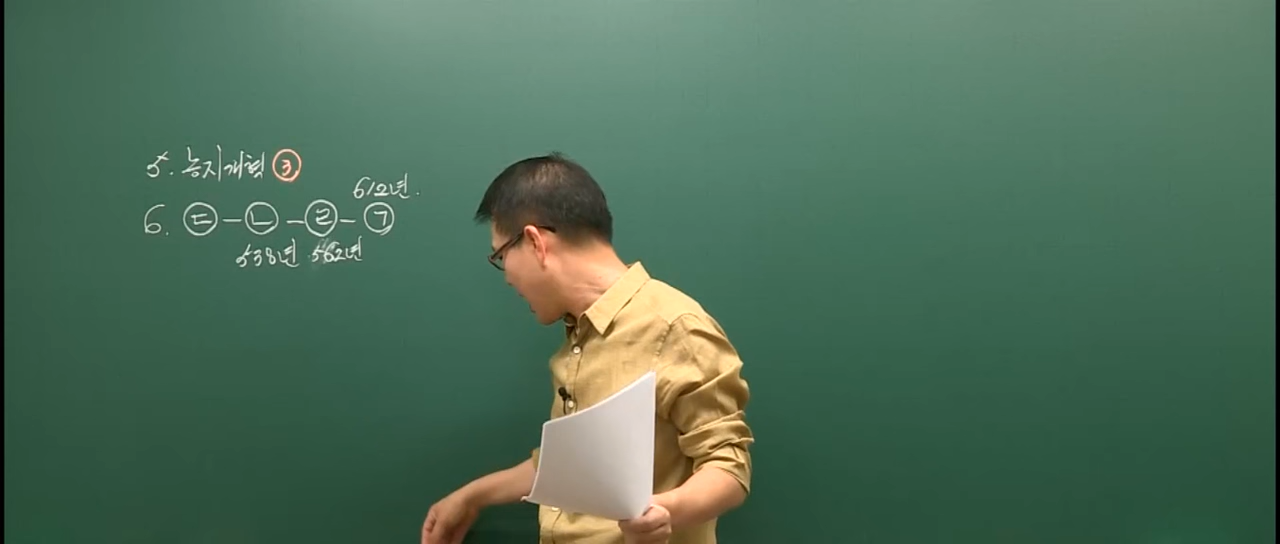 5. 농지개혁 ③
612년.
6. ㄷ - ㄴ - ㄹ - ㄱ
538년 562년